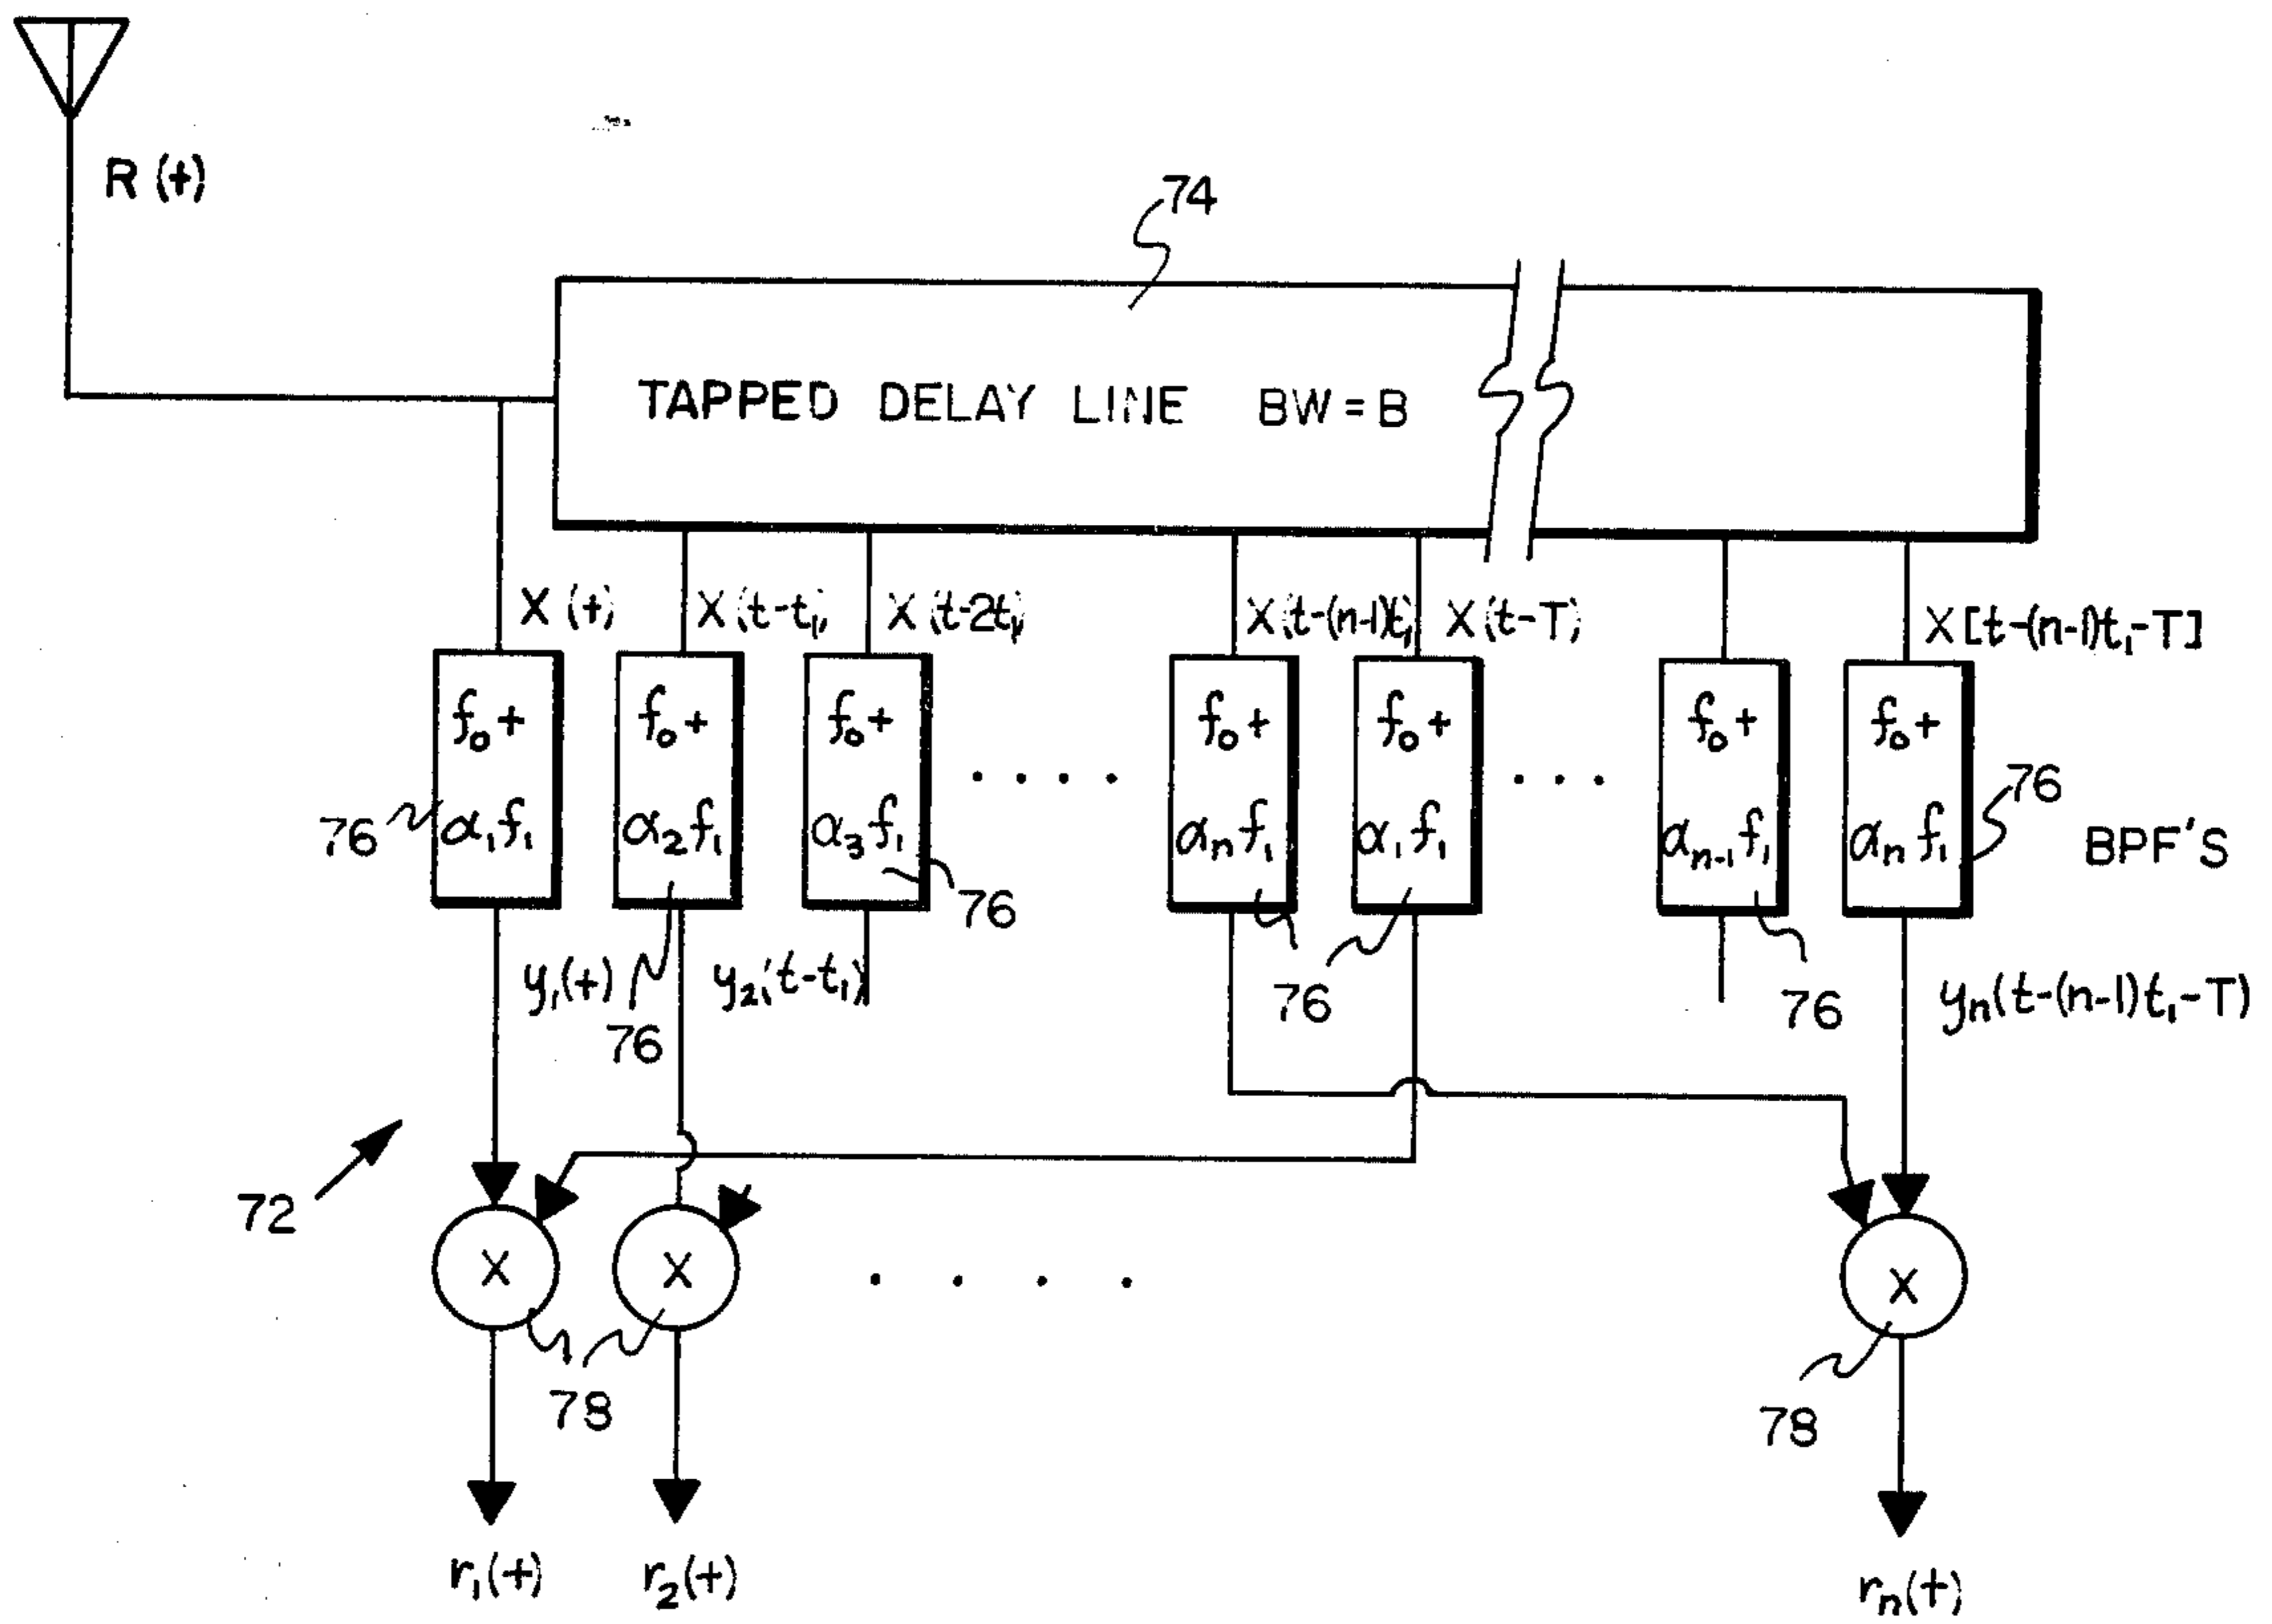 R(t)
74
TAPPED DELAY LINE BW = B
X(t)
X(t-t₁)
X(t-2t₁)
X(t-(n-1)t₁)
X(t-T)
X[t-(n-1)t₁-T]
f₀+
α₁f₁
f₀+
α₂f₁
f₀+
α₃f₁
f₀+
αₙf₁
f₀+
α₁f₁
f₀+
αₙ₋₁f₁
f₀+
αₙf₁
76
76
76
76
76
76
BPF'S
y₁(t)
y₂(t-t₁)
yₙ(t-(n-1)t₁-T)
72
X
X
X
78
78
r₁(t)
r₂(t)
rₙ(t)